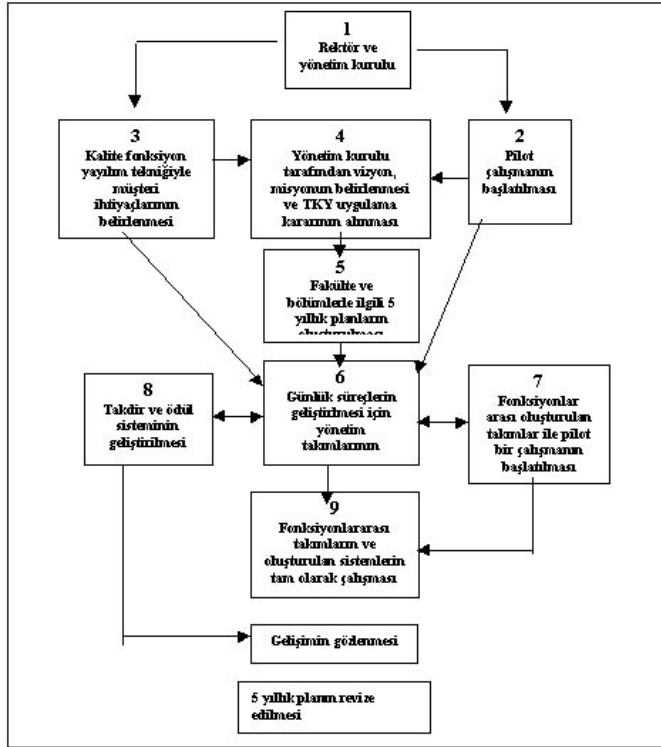 1
Rektör ve
yönetim kurulu
3
Kalite fonksiyon
yayılım tekniğiyle
müşteri
ihtiyaçlarının
belirlenmesi
4
Yönetim kurulu
tarafından vizyon,
misyonun belirlenmesi
ve TKY uygulama
kararının alınması
2
Pilot
çalışmanın
başlatılması
5
Fakülte ve
bölümlerle ilgili 5
yıllık planların
oluşturulması
8
Takdir ve ödül
sisteminin
geliştirilmesi
6
Günlük süreçlerin
geliştirilmesi için
yönetim
takımlarının
7
Fonksiyonlar
arası oluşturulan
takımlar ile pilot
bir çalışmanın
başlatılması
9
Fonksiyonlararası
takımların ve
oluşturulan sistemlerin
tam olarak çalışması
Gelişimin gözlenmesi
5 yıllık planın revize
edilmesi